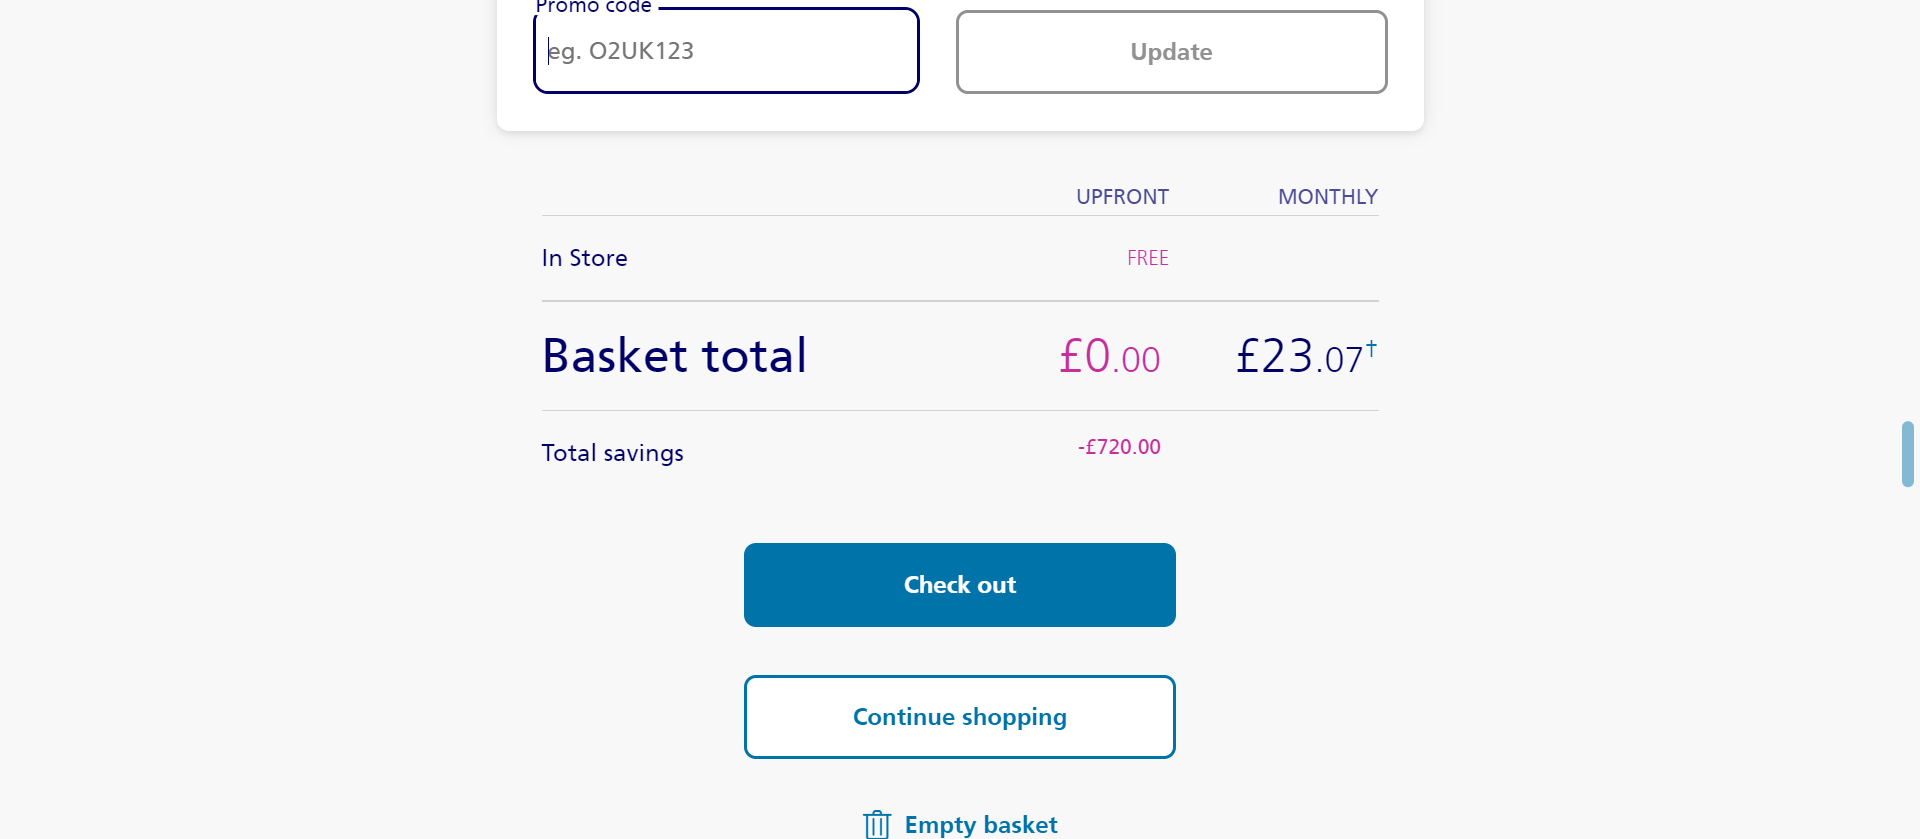 Promo code
eg. O2UK123
Update
UPFRONT MONTHLY
In Store FREE
Basket total £0.00 £23.07†
Total savings -£720.00
Check out
Continue shopping
Empty basket